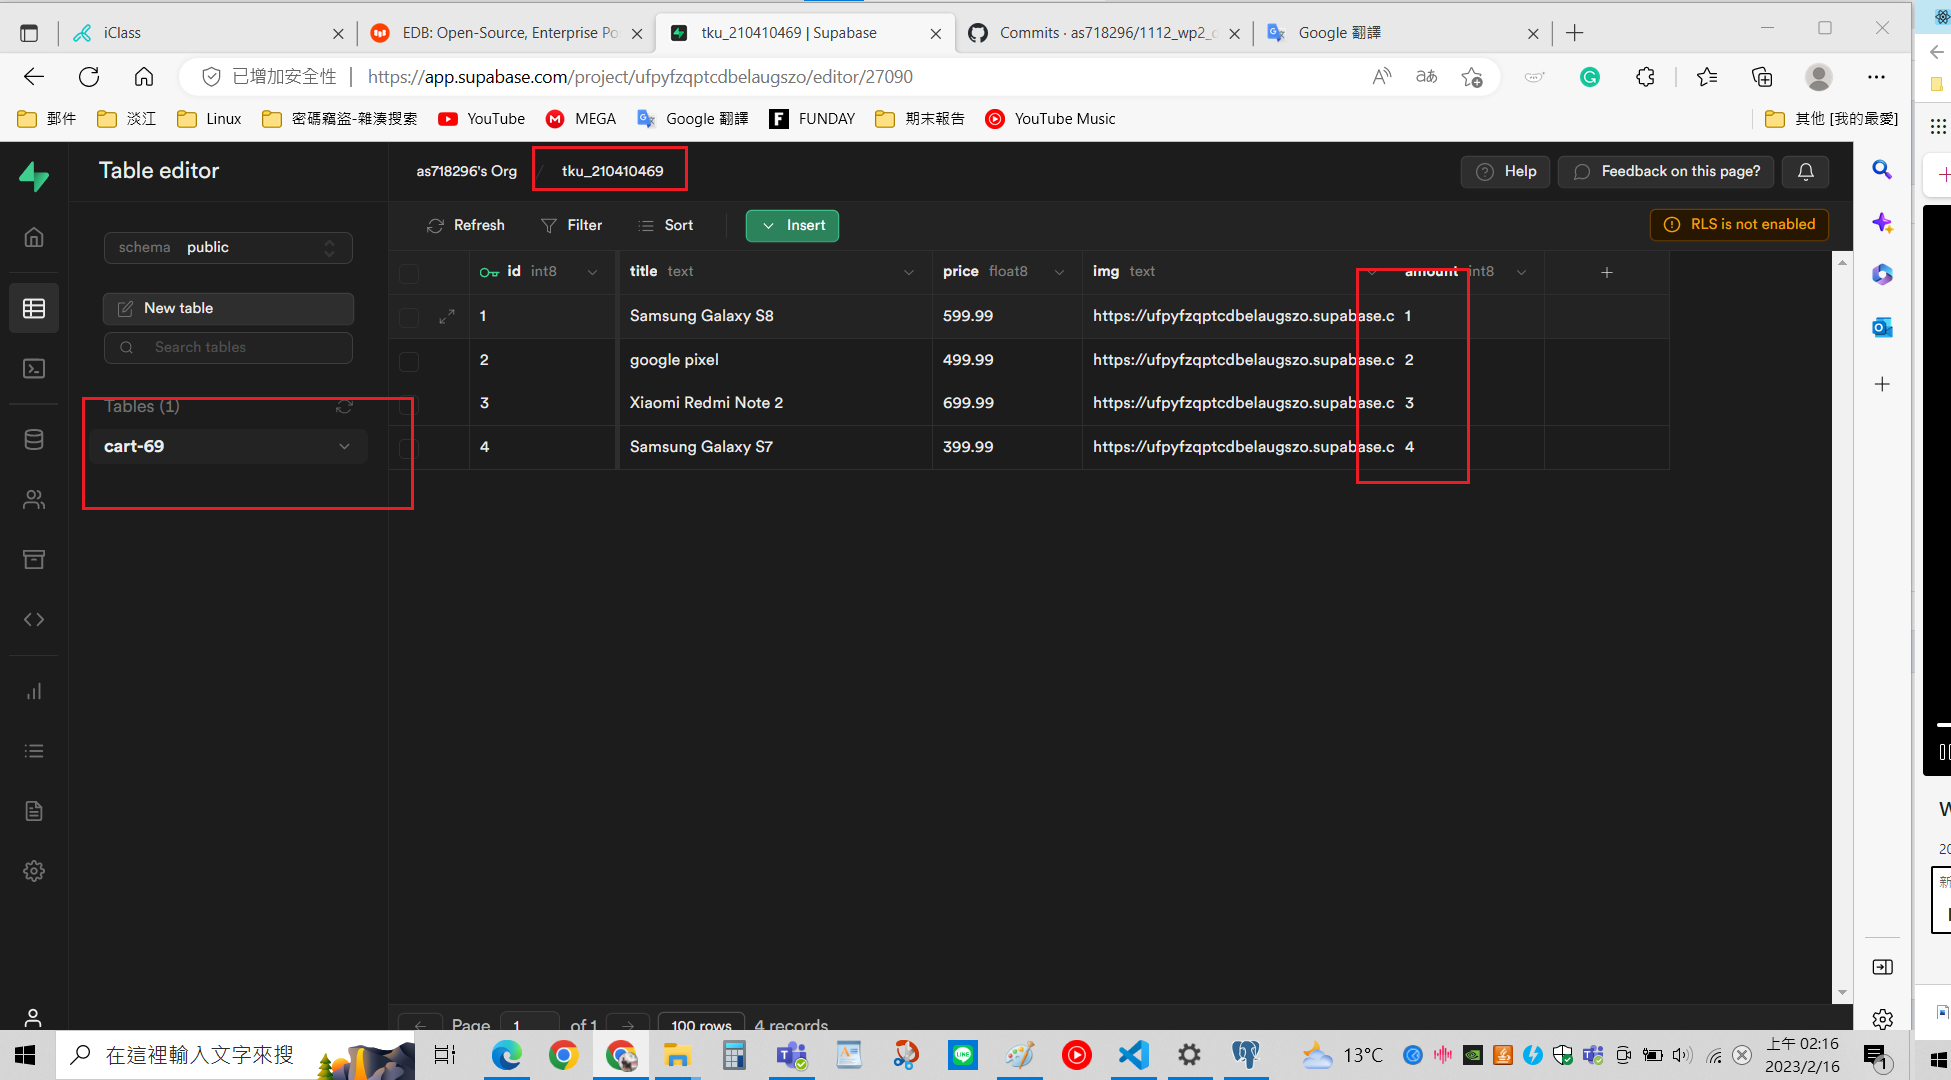 iClass
EDB: Open-Source, Enterprise Po
tku_210410469 | Supabase
Commits · as718296/1112_wp2_
Google 翻譯
已增加安全性
https://app.supabase.com/project/ufpyfzqptcdbelaugszo/editor/27090
郵件
淡江
Linux
密碼竊盜-雜湊搜索
YouTube
MEGA
Google 翻譯
FUNDAY
期末報告
YouTube Music
其他 [我的最愛]
Table editor
as718296's Org
tku_210410469
Help
Feedback on this page?
Refresh
Filter
Sort
Insert
RLS is not enabled
schema public
New table
Search tables
Tables (1)
cart-69
id int8 title text price float8 img text amount int8
1 Samsung Galaxy S8 599.99 https://ufpyfzqptcdbelaugszo.supabase.c 1
2 google pixel 499.99 https://ufpyfzqptcdbelaugszo.supabase.c 2
3 Xiaomi Redmi Note 2 699.99 https://ufpyfzqptcdbelaugszo.supabase.c 3
4 Samsung Galaxy S7 399.99 https://ufpyfzqptcdbelaugszo.supabase.c 4
Page 1 of 1 100 rows 4 records
在這裡輸入文字來搜
13°C
上午 02:16
2023/2/16
1